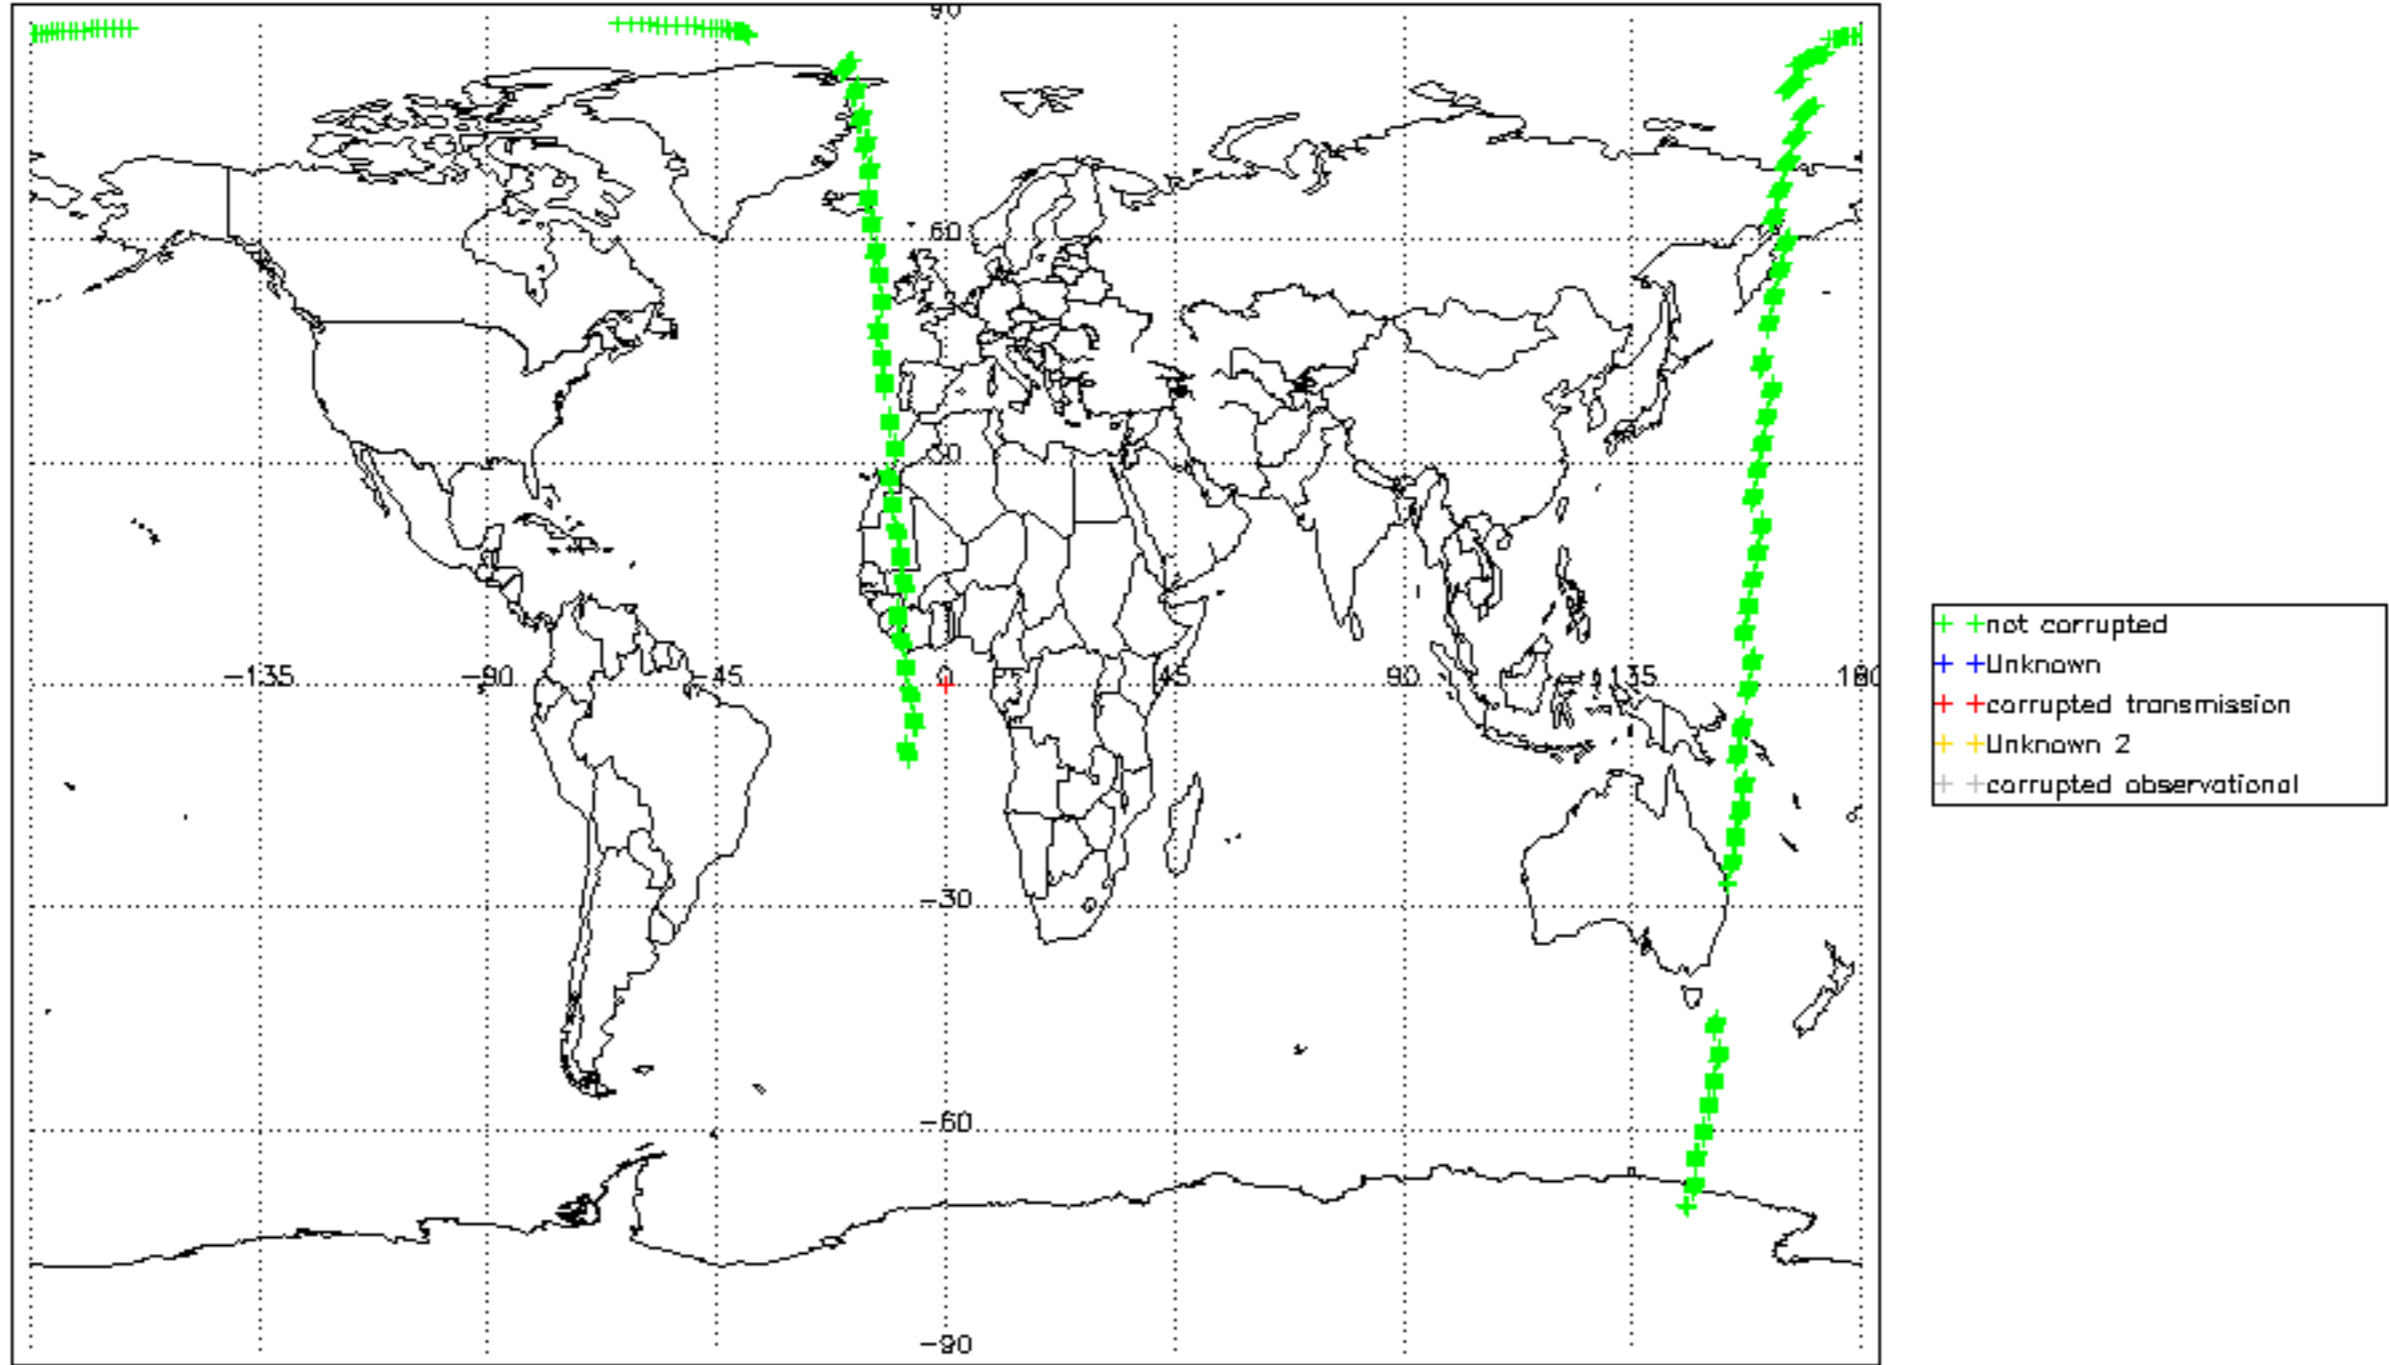 90
60
30
-135 -90 -45 0 45 90 135 180
-30
-60
-90
not corrupted
Unknown
corrupted transmission
Unknown 2
corrupted observational